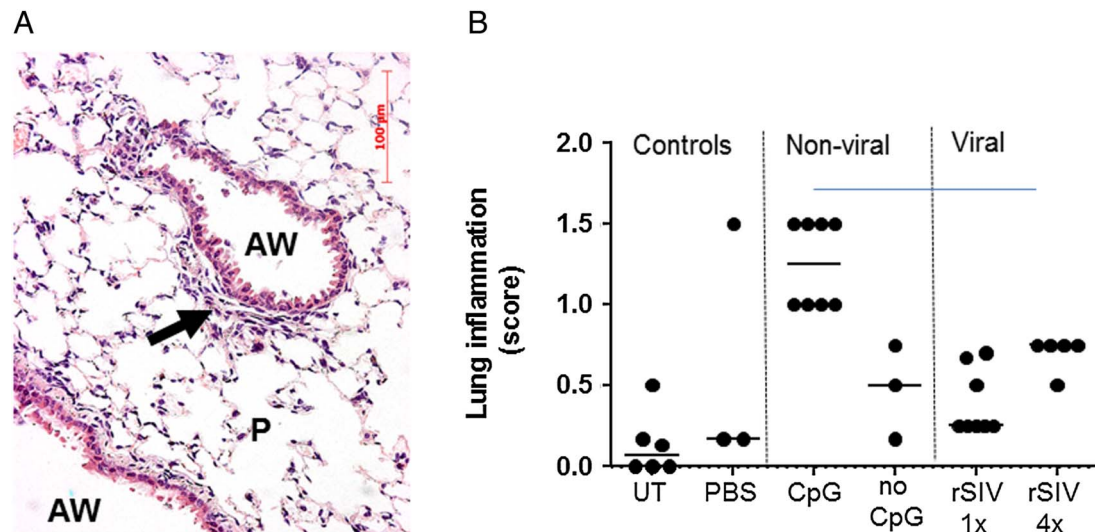 A
B
100 µm
AW
P
AW
Lung inflammation
(score)
2.0
1.5
1.0
0.5
0.0
Controls
Non-viral
Viral
UT
PBS
CpG
no
CpG
rSIV
1x
rSIV
4x